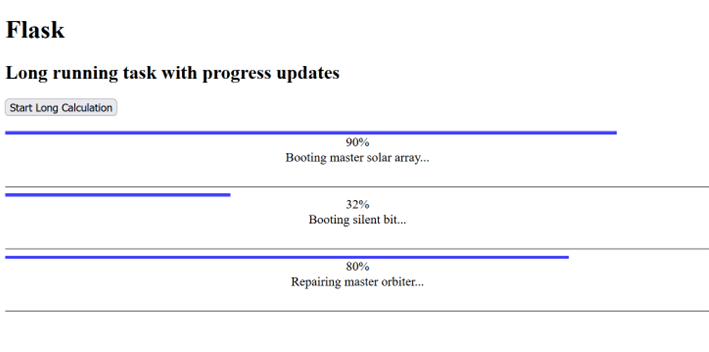 Flask
Long running task with progress updates
Start Long Calculation
90%
Booting master solar array...
32%
Booting silent bit...
80%
Repairing master orbiter...